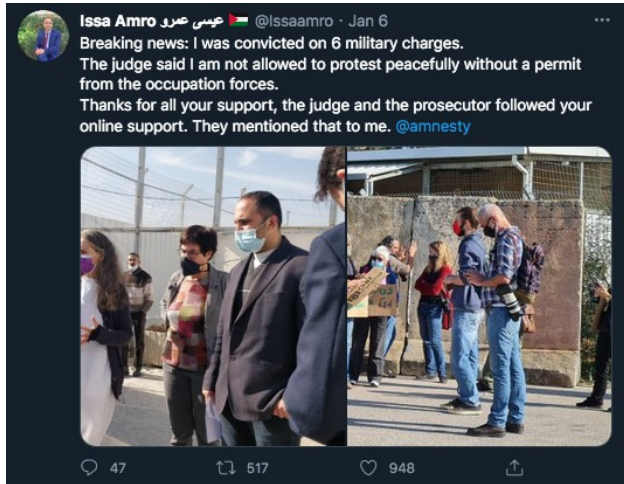 Issa Amro عيسى عمرو 🇵🇸 @Issaamro · Jan 6
Breaking news: I was convicted on 6 military charges.
The judge said I am not allowed to protest peacefully without a permit
from the occupation forces.
Thanks for all your support, the judge and the prosecutor followed your
online support. They mentioned that to me. @amnesty
47 517 948